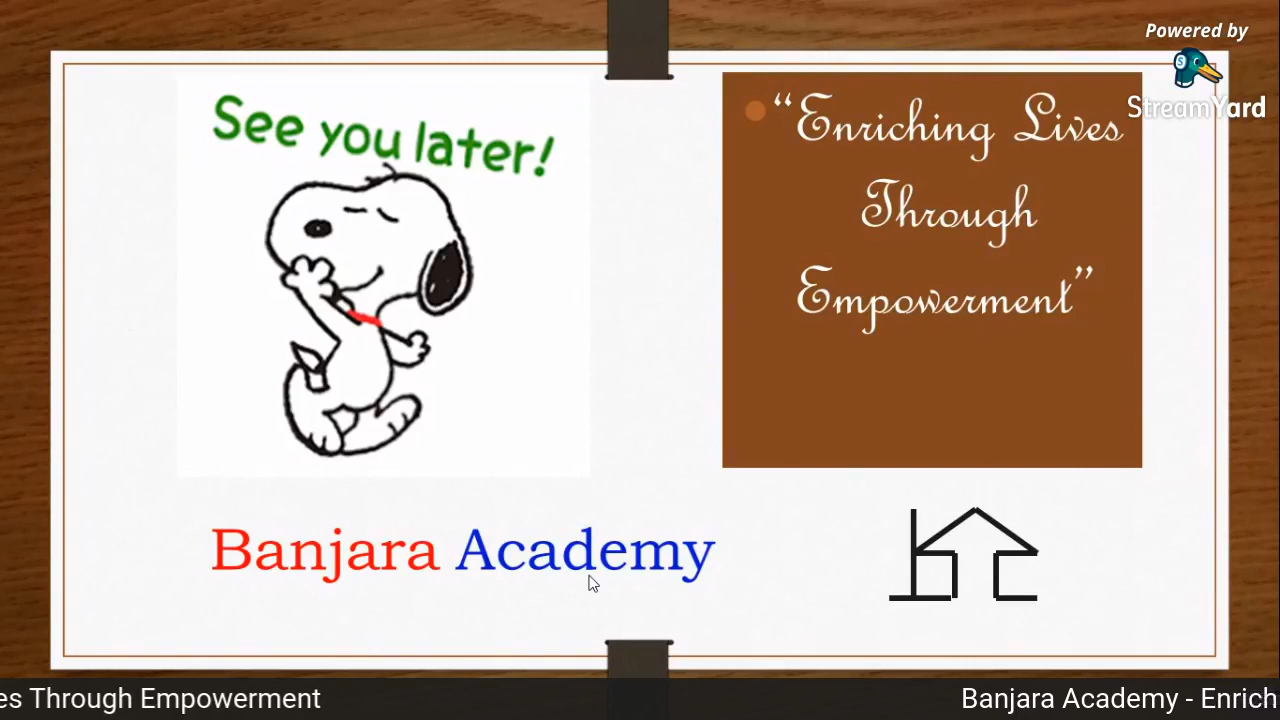 Powered by
StreamYard
See you later!
“Enriching Lives
Through
Empowerment”
Banjara Academy
es Through Empowerment
Banjara Academy - Enrich